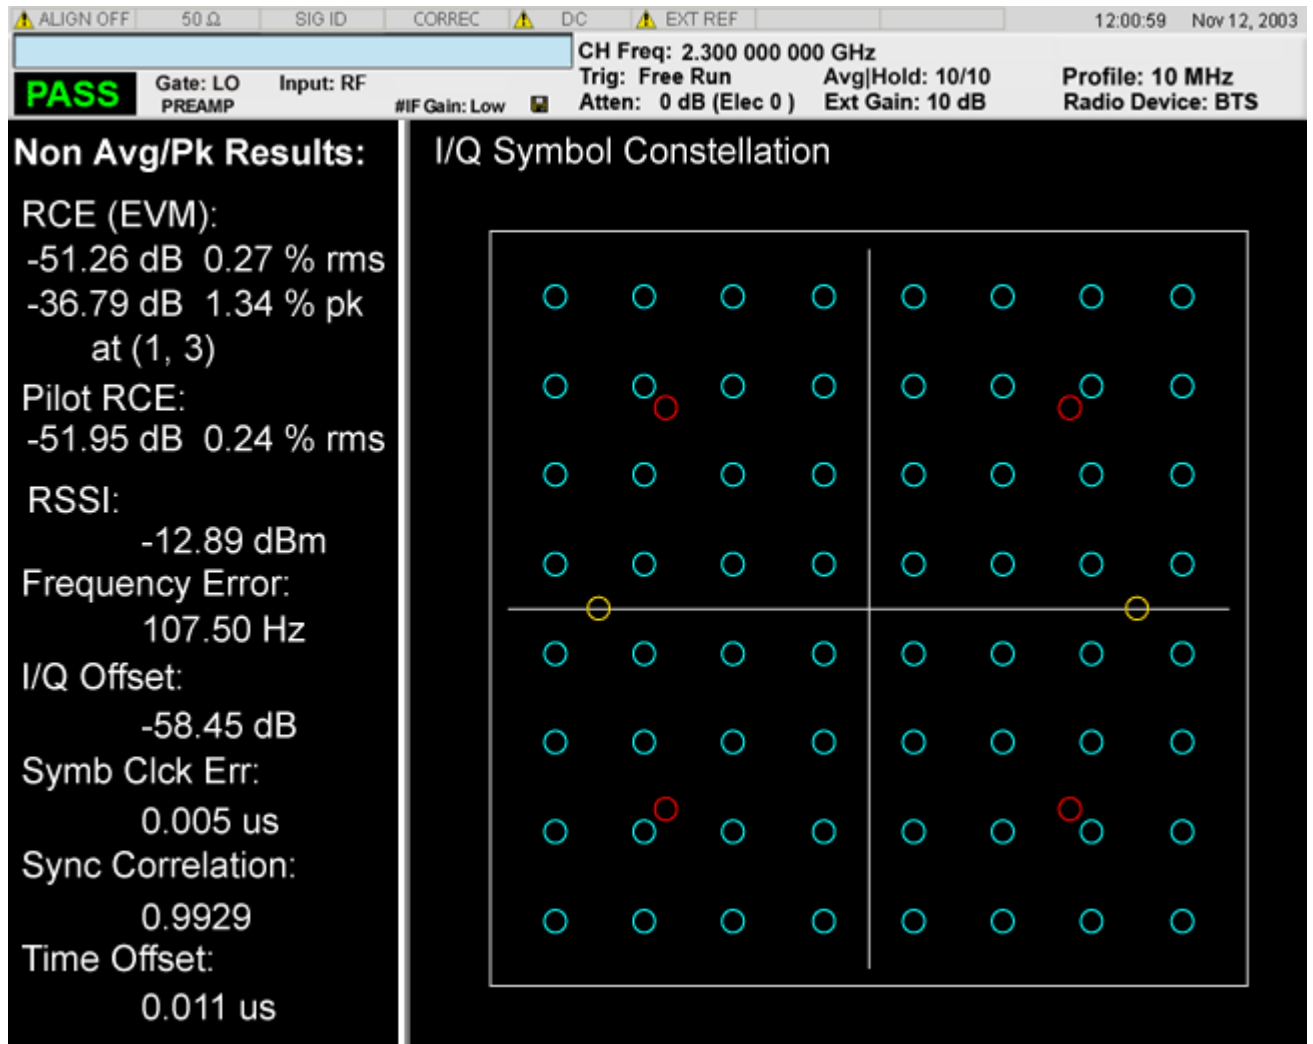 ALIGN OFF 50 Ω SIG ID CORREC DC EXT REF 12:00:59 Nov 12, 2003
CH Freq: 2.300 000 000 GHz
PASS Gate: LO Input: RF Trig: Free Run Avg|Hold: 10/10 Profile: 10 MHz
PREAMP #IF Gain: Low Atten: 0 dB (Elec 0 ) Ext Gain: 10 dB Radio Device: BTS
Non Avg/Pk Results:
RCE (EVM):
-51.26 dB 0.27 % rms
-36.79 dB 1.34 % pk
at (1, 3)
Pilot RCE:
-51.95 dB 0.24 % rms
RSSI:
-12.89 dBm
Frequency Error:
107.50 Hz
I/Q Offset:
-58.45 dB
Symb Clck Err:
0.005 us
Sync Correlation:
0.9929
Time Offset:
0.011 us
I/Q Symbol Constellation